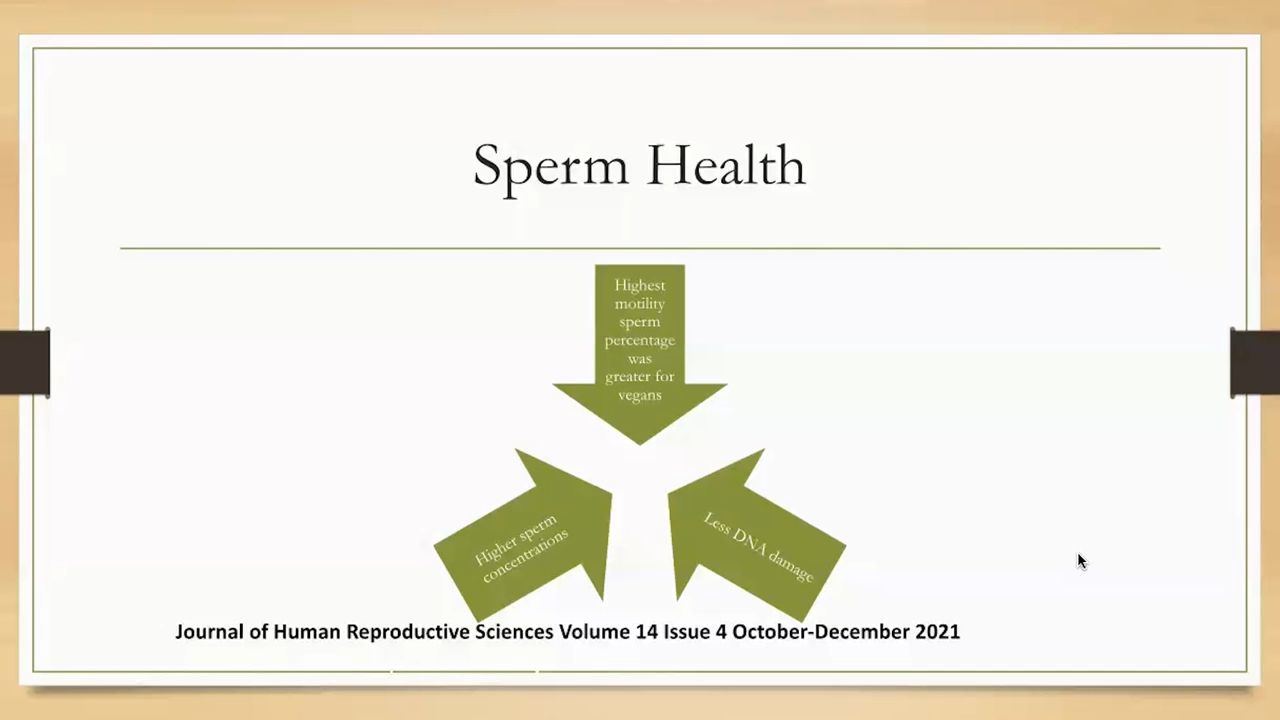 Sperm Health
Highest
motility
sperm
percentage
was
greater for
vegans
Higher sperm
concentrations
Less DNA damage
Journal of Human Reproductive Sciences Volume 14 Issue 4 October-December 2021